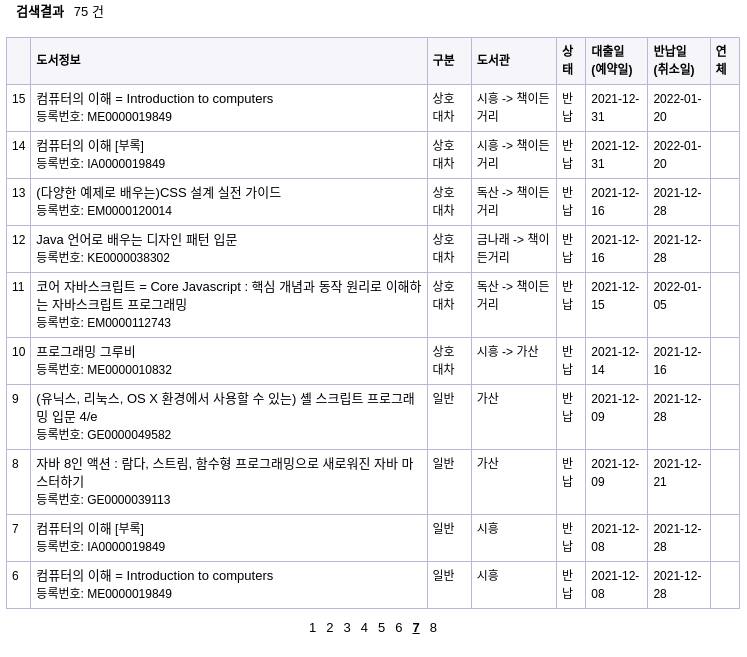 검색결과 75 건
도서정보 구분 도서관 상태 대출일 (예약일) 반납일 (취소일) 연체
15 컴퓨터의 이해 = Introduction to computers 상호 시흥 -> 책이든 반 2021-12- 2022-01-
등록번호: ME0000019849 대차 거리 납 31 20
14 컴퓨터의 이해 [부록] 상호 시흥 -> 책이든 반 2021-12- 2022-01-
등록번호: IA0000019849 대차 거리 납 31 20
13 (다양한 예제로 배우는)CSS 설계 실전 가이드 상호 독산 -> 책이든 반 2021-12- 2021-12-
등록번호: EM0000120014 대차 거리 납 16 28
12 Java 언어로 배우는 디자인 패턴 입문 상호 금나래 -> 책이 반 2021-12- 2021-12-
등록번호: KE0000038302 대차 든거리 납 16 28
11 코어 자바스크립트 = Core Javascript : 핵심 개념과 동작 원리로 이해하 상호 독산 -> 책이든 반 2021-12- 2022-01-
는 자바스크립트 프로그래밍 대차 거리 납 15 05
등록번호: EM0000112743
10 프로그래밍 그루비 상호 시흥 -> 가산 반 2021-12- 2021-12-
등록번호: ME0000010832 대차 납 14 16
9 (유닉스, 리눅스, OS X 환경에서 사용할 수 있는) 셸 스크립트 프로그래 일반 가산 반 2021-12- 2021-12-
밍 입문 4/e 납 09 28
등록번호: GE0000049582
8 자바 8인 액션 : 람다, 스트림, 함수형 프로그래밍으로 새로워진 자바 마 일반 가산 반 2021-12- 2021-12-
스터하기 납 09 21
등록번호: GE0000039113
7 컴퓨터의 이해 [부록] 일반 시흥 반 2021-12- 2021-12-
등록번호: IA0000019849 납 08 28
6 컴퓨터의 이해 = Introduction to computers 일반 시흥 반 2021-12- 2021-12-
등록번호: ME0000019849 납 08 28
1 2 3 4 5 6 7 8